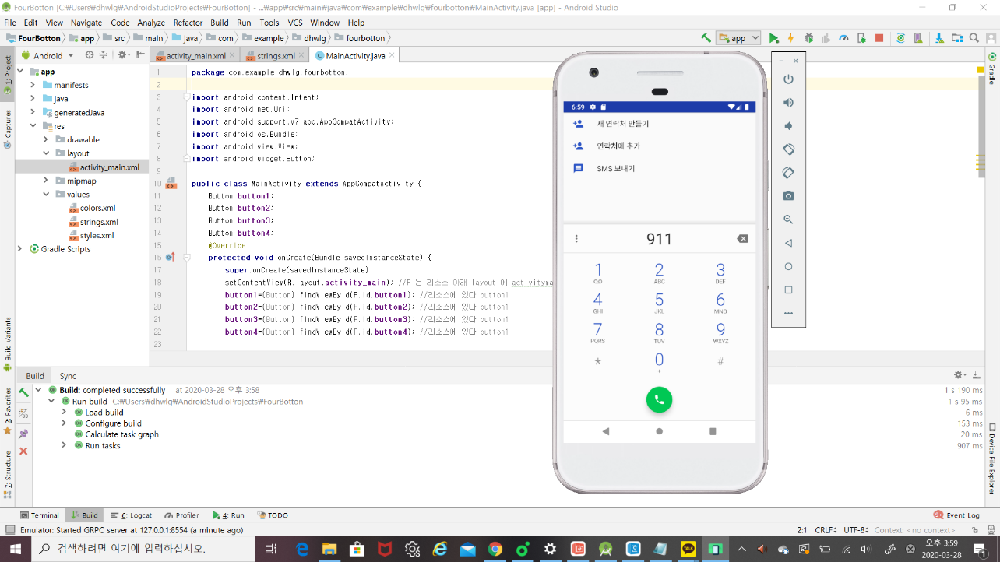 FourBotton [C:₩Users₩dhwlg₩AndroidStudioProjects₩FourBotton] - ...₩app₩src₩main₩java₩com₩example₩dhwlg₩fourbotton₩MainActivity.java [app] - Android Studio
File Edit View Navigate Code Analyze Refactor Build Run Tools VCS Window Help
FourBotton app src main java com example dhwlg fourbotton app
Android activity_main.xml strings.xml MainActivity.java
1: Project
Captures
Build Variants
2: Favorites
Z: Structure
Gradle
Device File Explorer
app
manifests
java
generatedJava
res
drawable
layout
activity_main.xml
mipmap
values
colors.xml
strings.xml
styles.xml
Gradle Scripts
1 package com.example.dhwlg.fourbotton;
2
3 import android.content.Intent;
4 import android.net.Uri;
5 import android.support.v7.app.AppCompatActivity;
6 import android.os.Bundle;
7 import android.view.View;
8 import android.widget.Button;
9
10 public class MainActivity extends AppCompatActivity {
11 Button button1;
12 Button button2;
13 Button button3;
14 Button button4;
15 @Override
16 protected void onCreate(Bundle savedInstanceState) {
17 super.onCreate(savedInstanceState);
18 setContentView(R.layout.activity_main); //R 은 리소스 아래 layout 에 activityma
19 button1=(Button) findViewById(R.id.button1); //리소스에 있다 button1
20 button2=(Button) findViewById(R.id.button2); //리소스에 있다 button1
21 button3=(Button) findViewById(R.id.button3); //리소스에 있다 button1
22 button4=(Button) findViewById(R.id.button4); //리소스에 있다 button1
23
6:59
새 연락처 만들기
연락처에 추가
SMS 보내기
911
1 2 3
ABC DEF
4 5 6
GHI JKL MNO
7 8 9
PQRS TUV WXYZ
* 0 #
+
Build Sync
Build: completed successfully at 2020-03-28 오후 3:58 1 s 190 ms
Run build C:₩Users₩dhwlg₩AndroidStudioProjects₩FourBotton 1 s 95 ms
Load build 6 ms
Configure build 153 ms
Calculate task graph 20 ms
Run tasks 907 ms
Terminal Build 6: Logcat Profiler 4: Run TODO 9+ Event Log
Emulator: Started GRPC server at 127.0.0.1:8554 (a minute ago) 2:1 CRLF UTF-8 Context: <no context>
검색하려면 여기에 입력하십시오. TALK 오후 3:59
2020-03-28 1